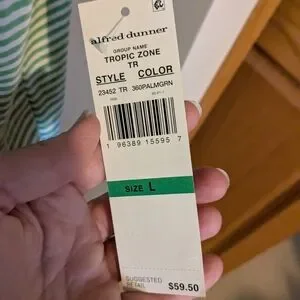 alfred dunner
GROUP NAME
TROPIC ZONE
TR
STYLE COLOR
23452 TR 360PALMGRN
1 96389 15595 7
SIZE L
SUGGESTED
RETAIL $59.50